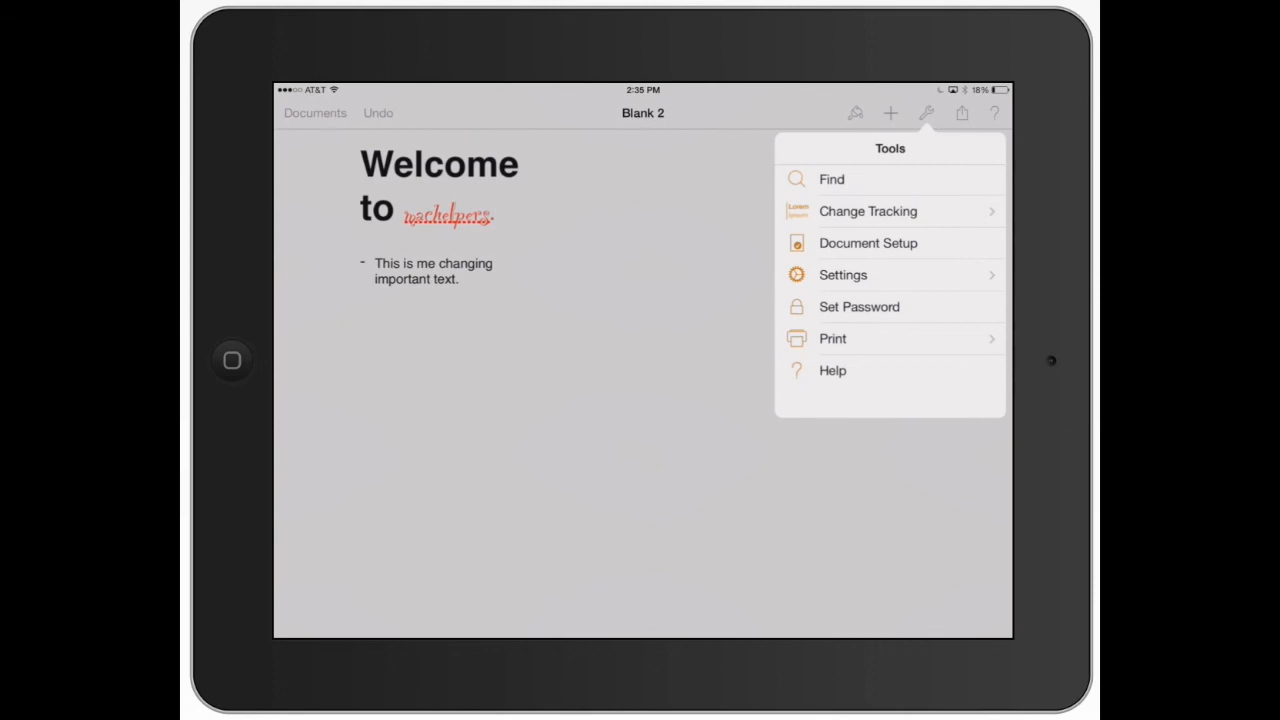 AT&T 2:35 PM 18%
Documents Undo Blank 2 ?
Welcome
to machelpers.
- This is me changing
important text.
Tools
Find
Lorem
Change Tracking
Document Setup
Settings
Set Password
Print
? Help